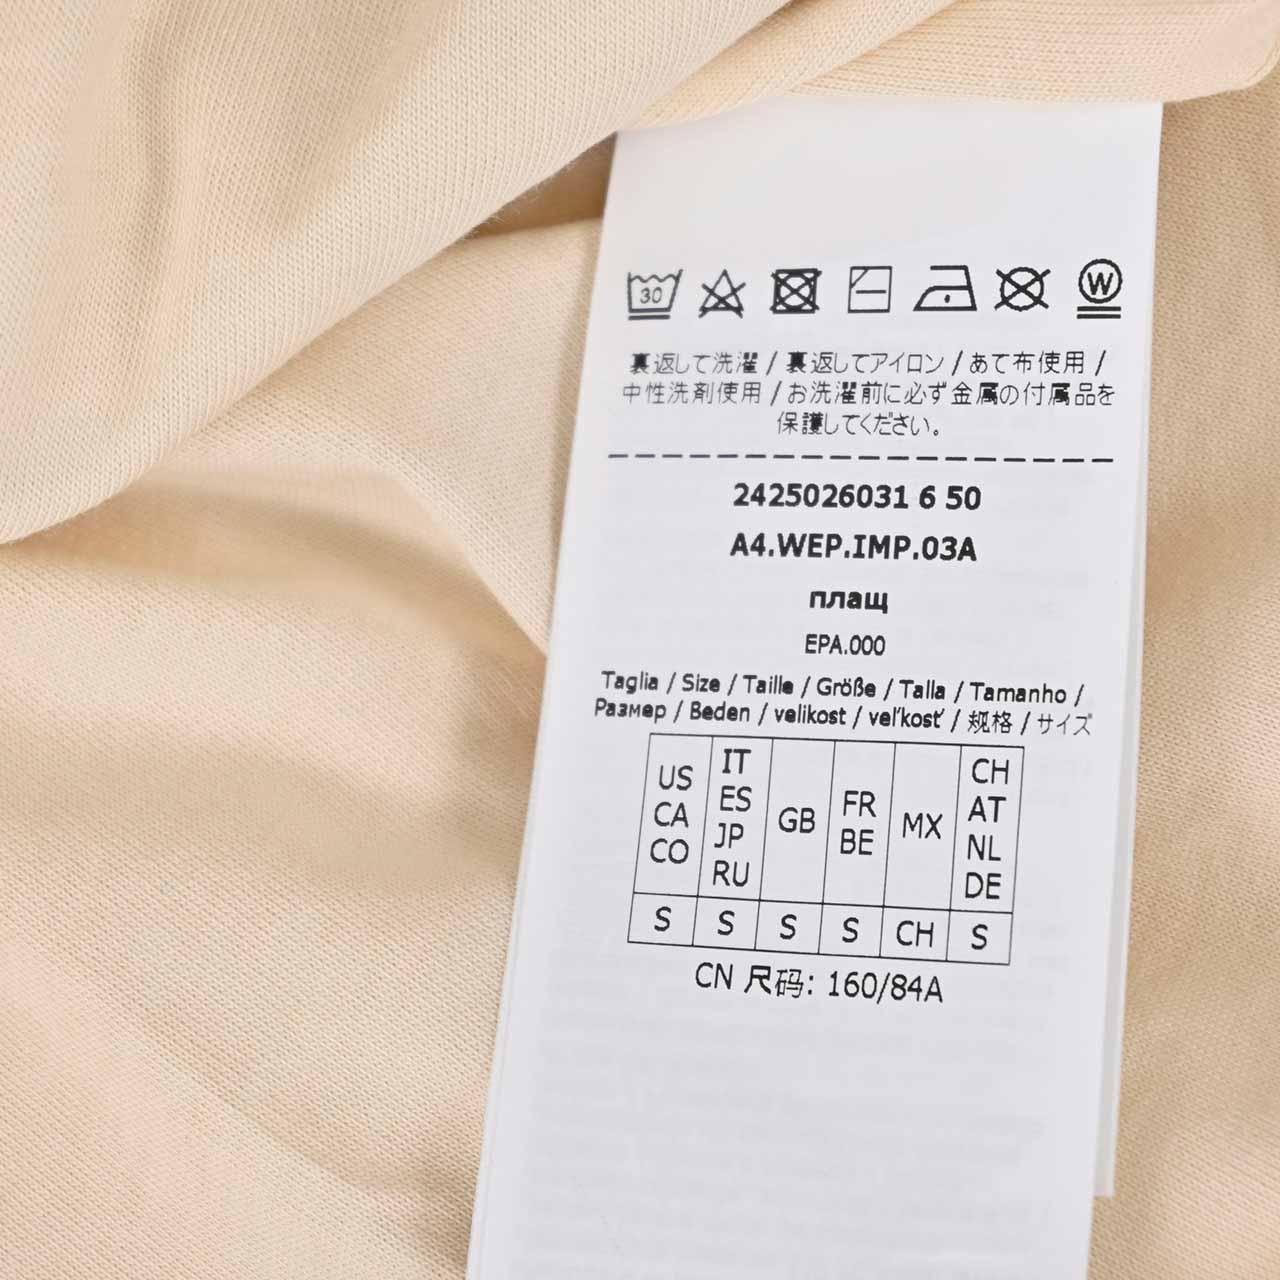 30
W
裏返して洗濯 / 裏返してアイロン / あて布使用 /
中性洗剤使用 / お洗濯前に必ず金属の付属品を
保護してください。
2425026031 6 50
A4.WEP.IMP.03A
плащ
EPA.000
Taglia / Size / Taille / Größe / Talla / Tamanho /
Размер / Beden / velikost / veľkosť / 规格 / サイズ
US CA CO
IT ES JP RU
GB
FR BE
MX
CH AT NL DE
S S S S CH S
CN 尺码: 160/84A